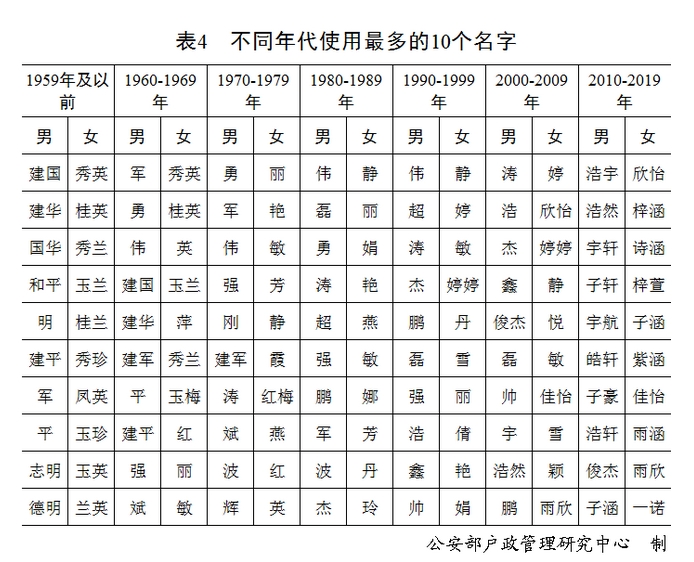 表4 不同年代使用最多的10个名字
1959年及以前 1960-1969年 1970-1979年 1980-1989年 1990-1999年 2000-2009年 2010-2019年
男 女 男 女 男 女 男 女 男 女 男 女 男 女
建国 秀英 军 秀英 勇 丽 伟 静 伟 静 涛 婷 浩宇 欣怡
建华 桂英 勇 桂英 军 艳 磊 丽 超 婷 浩 欣怡 浩然 梓涵
国华 秀兰 伟 英 伟 敏 勇 娟 涛 敏 杰 婷婷 宇轩 诗涵
和平 玉兰 建国 玉兰 强 芳 涛 艳 杰 婷婷 鑫 静 子轩 梓萱
明 桂兰 建华 萍 刚 静 超 燕 鹏 丹 俊杰 悦 宇航 子涵
建平 秀珍 建军 秀兰 建军 霞 强 敏 磊 雪 磊 敏 皓轩 紫涵
军 凤英 平 玉梅 涛 红梅 鹏 娜 强 丽 帅 佳怡 子豪 佳怡
平 玉珍 建平 红 斌 燕 军 芳 浩 倩 宇 雪 浩轩 雨涵
志明 玉英 强 丽 波 红 波 丹 鑫 艳 浩然 颖 俊杰 雨欣
德明 兰英 斌 敏 辉 英 杰 玲 帅 娟 鹏 雨欣 子涵 一诺
公安部户政管理研究中心 制